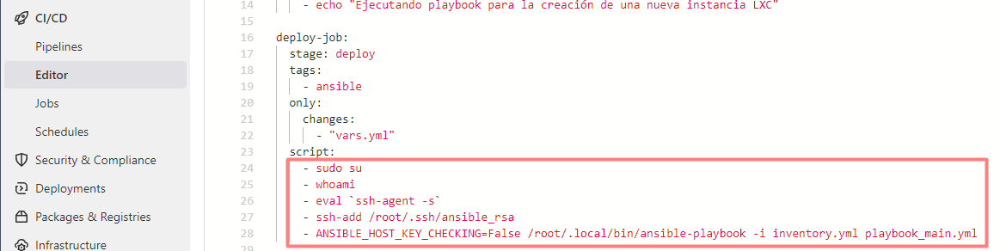 CI/CD
Pipelines
Editor
Jobs
Schedules
Security & Compliance
Deployments
Packages & Registries
Infrastructure
14 - echo "Ejecutando playbook para la creación de una nueva instancia LXC"
15
16 deploy-job:
17 stage: deploy
18 tags:
19 - ansible
20 only:
21 changes:
22 - "vars.yml"
23 script:
24 - sudo su
25 - whoami
26 - eval `ssh-agent -s`
27 - ssh-add /root/.ssh/ansible_rsa
28 - ANSIBLE_HOST_KEY_CHECKING=False /root/.local/bin/ansible-playbook -i inventory.yml playbook_main.yml
29